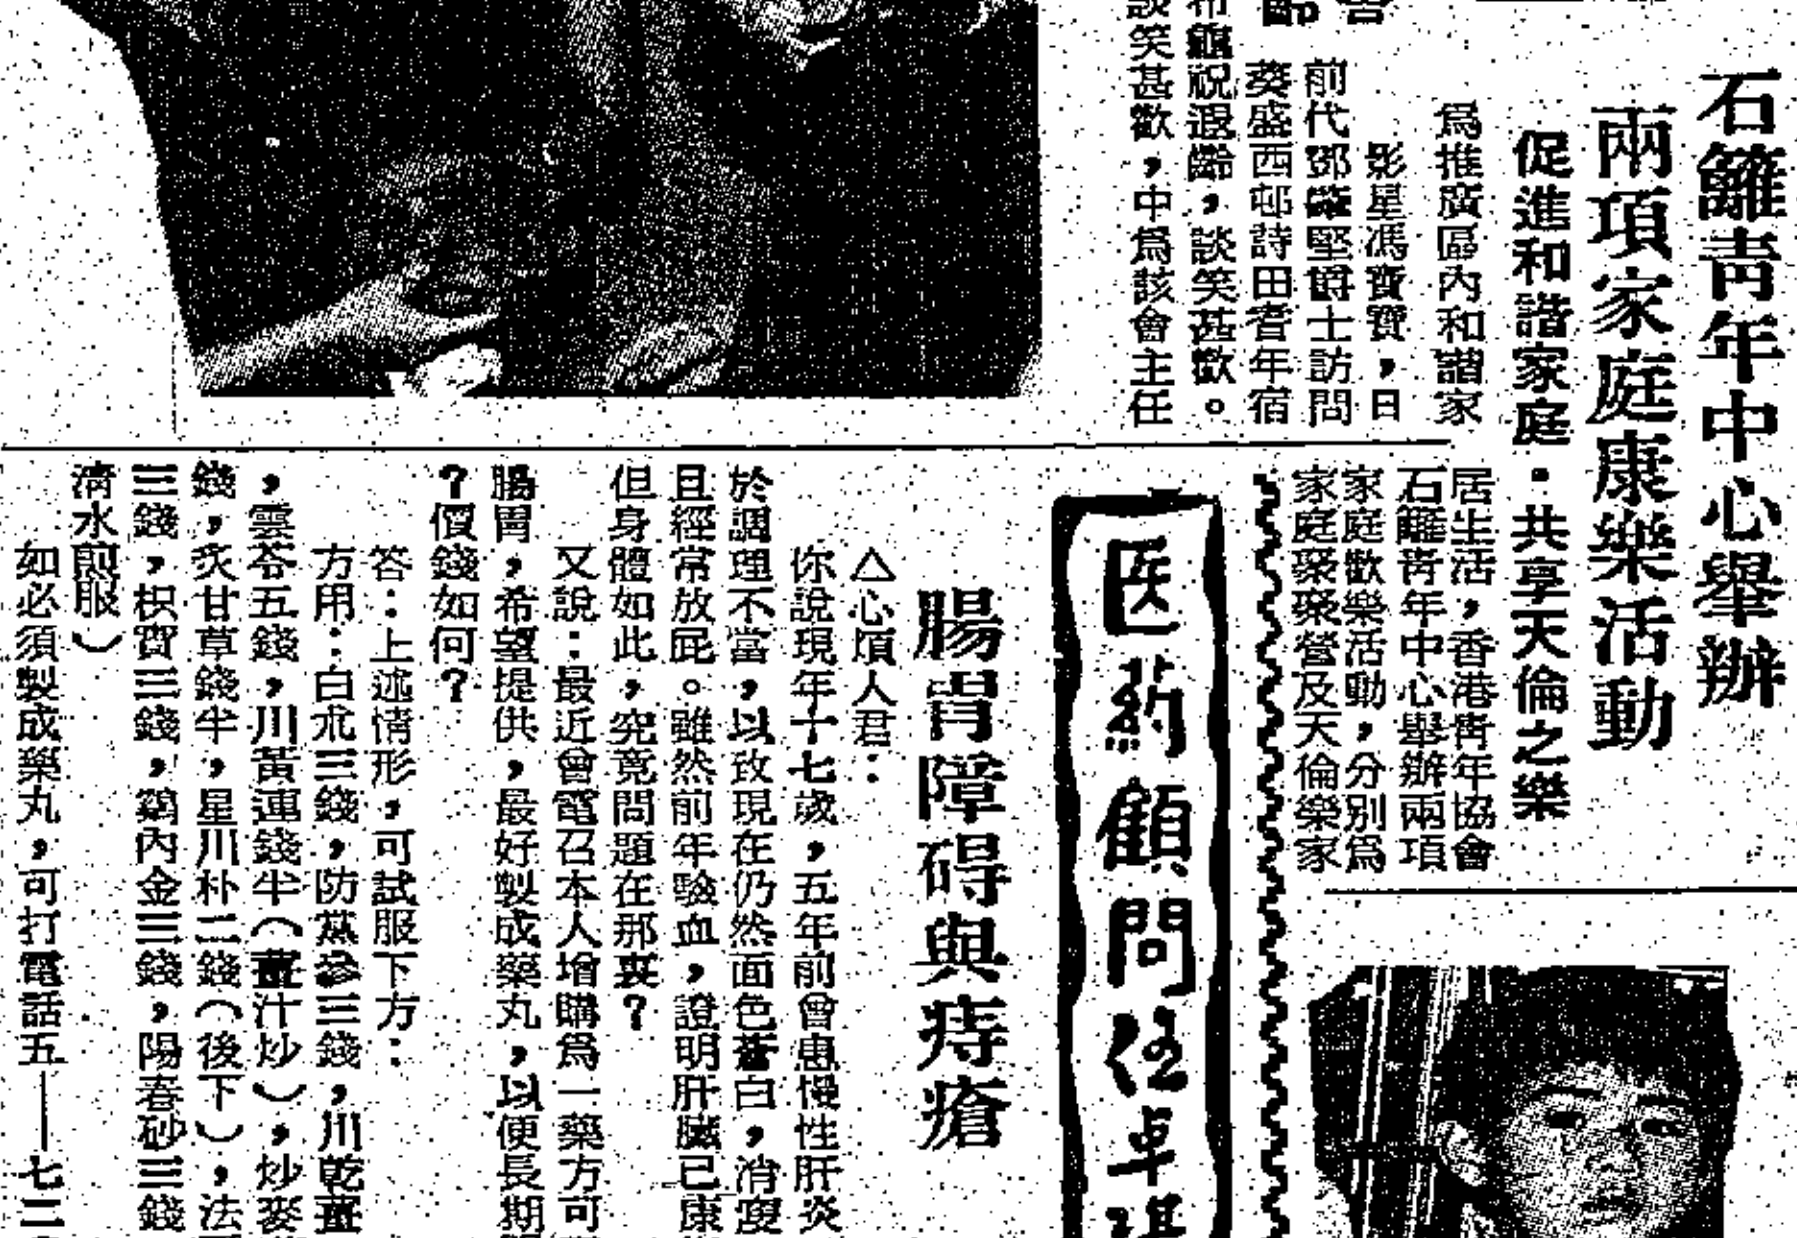 石籬青年中心舉辦
兩項家庭康樂活動
促進和諧家庭·共享天倫之樂
為推廣區內和諧家
居生活，香港青年協會
石籬青年中心舉辦兩項
家庭歡樂活動，分別為
家庭聚聚營及天倫樂家
影星馮寶寶，日
前代鄧肇堅爵士訪問
葵盛西邨詩田耆年宿
祝遐齡，談笑甚歡。
談笑甚歡，中為該會主任
医药顧問任卓
腸胃障碍與痔瘡
△心煩人君：
你說現年十七歲，五年前曾患慢性肝炎
於調理不當，以致現在仍然面色蒼白，消瘦
且經常放屁。雖然前年驗血，證明肝臟已康
但身體如此，究竟問題在那裏？
又說：最近曾電召本人增購為一藥方可
腸胃，希望提供，最好製成藥丸，以便長期
？價錢如何？
答：上述情形，可試服下方：
方用：白朮三錢，防黨參三錢，川乾薑
，雲苓五錢，川黃連錢半（薑汁炒），炒麥
錢，炙甘草錢半，星川朴二錢（後下），法
三錢，枳實三錢，鷄內金三錢，陽春砂三錢
清水煎服）
如必須製成藥丸，可打電話五——七二